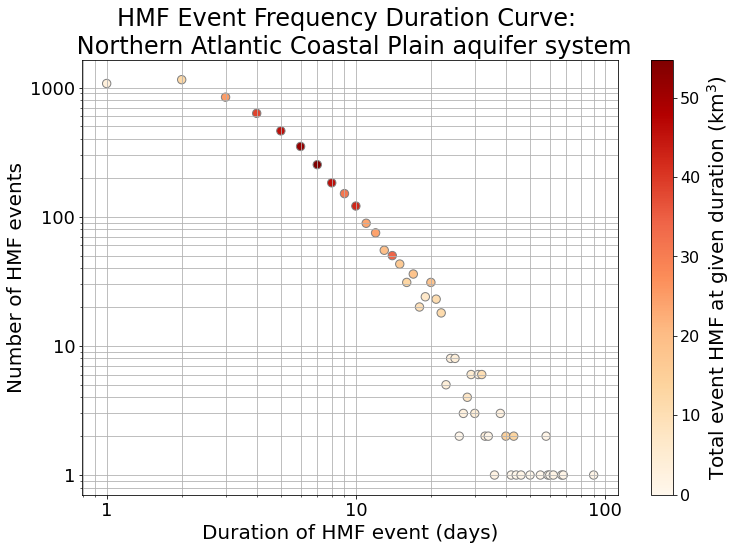 HMF Event Frequency Duration Curve:
Northern Atlantic Coastal Plain aquifer system
Number of HMF events
1000
100
10
1
1
10
100
Duration of HMF event (days)
50
40
30
20
10
0
Total event HMF at given duration (km³)